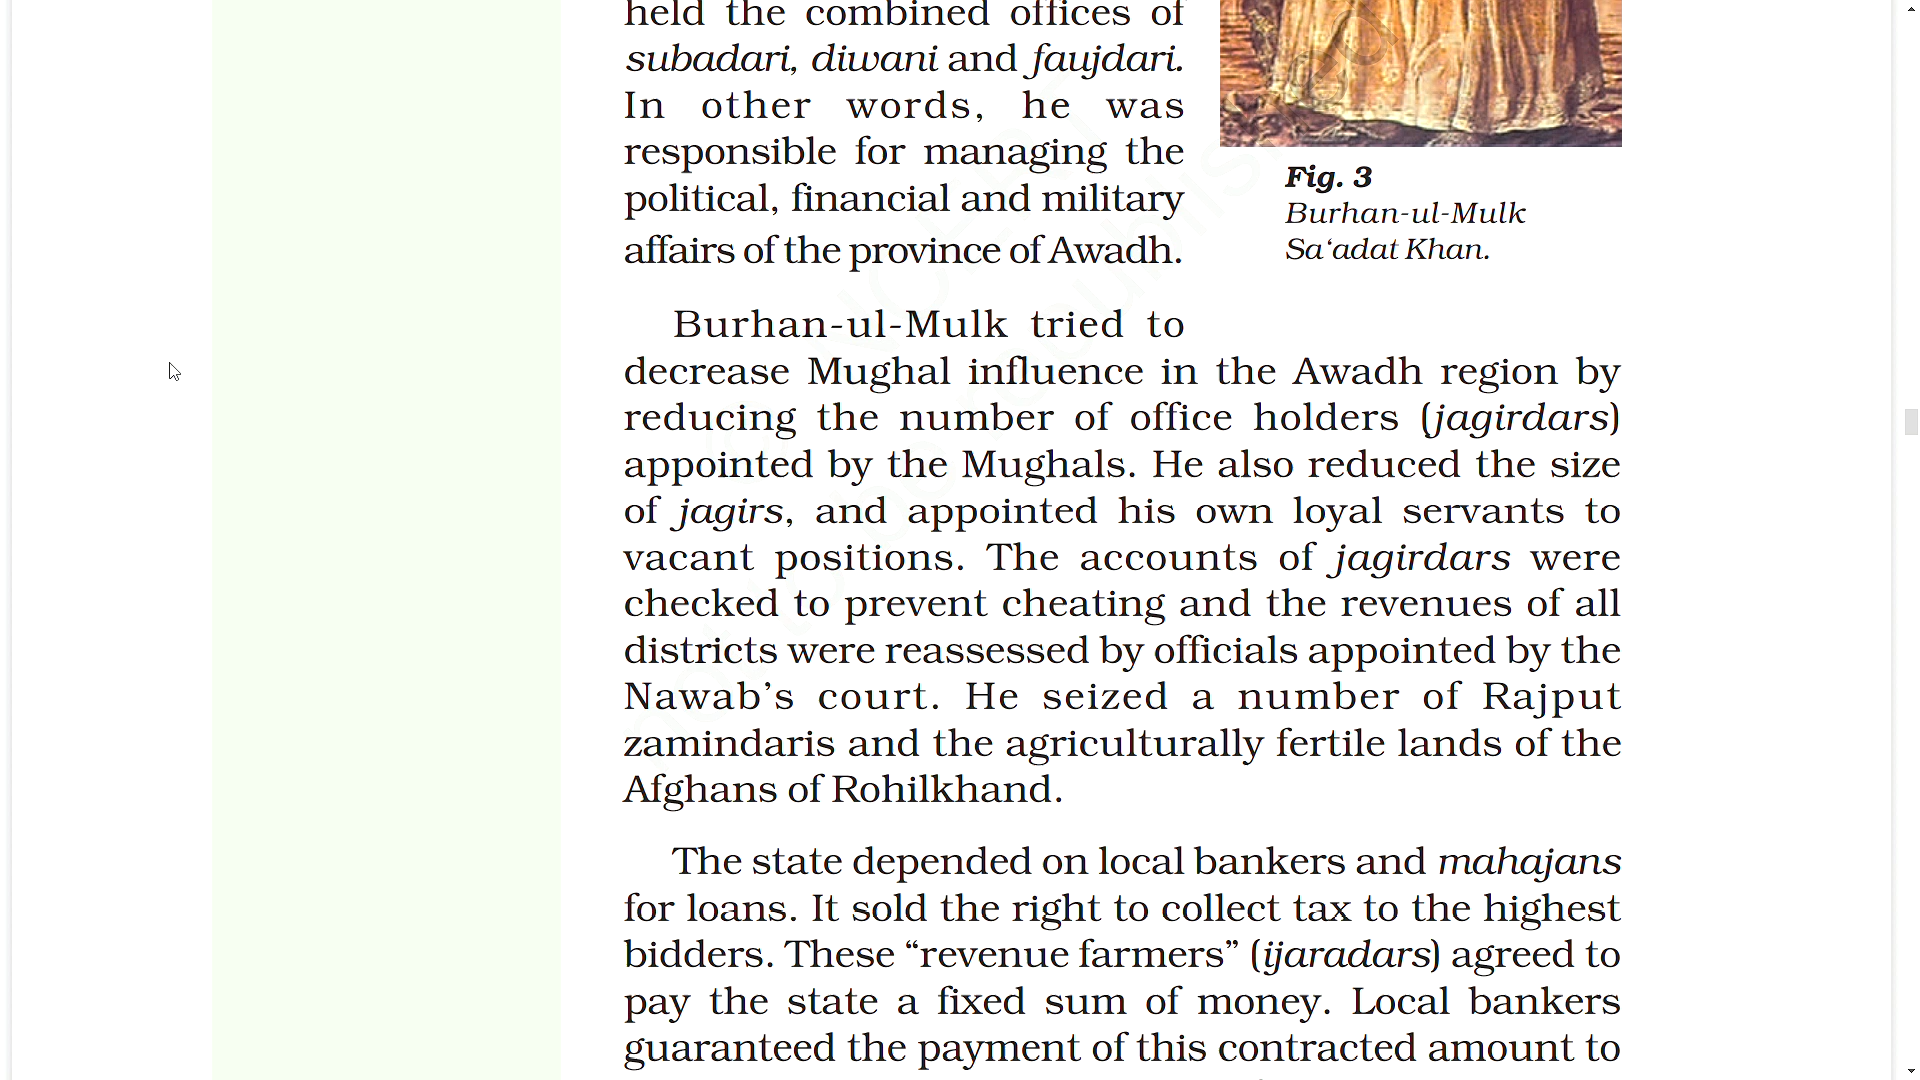 held the combined offices of
subadari, diwani and faujdari.
In other words, he was
responsible for managing the
political, financial and military
affairs of the province of Awadh.
Fig. 3
Burhan-ul-Mulk
Sa‘adat Khan.
Burhan-ul-Mulk tried to
decrease Mughal influence in the Awadh region by
reducing the number of office holders (jagirdars)
appointed by the Mughals. He also reduced the size
of jagirs, and appointed his own loyal servants to
vacant positions. The accounts of jagirdars were
checked to prevent cheating and the revenues of all
districts were reassessed by officials appointed by the
Nawab’s court. He seized a number of Rajput
zamindaris and the agriculturally fertile lands of the
Afghans of Rohilkhand.
The state depended on local bankers and mahajans
for loans. It sold the right to collect tax to the highest
bidders. These “revenue farmers” (ijaradars) agreed to
pay the state a fixed sum of money. Local bankers
guaranteed the payment of this contracted amount to